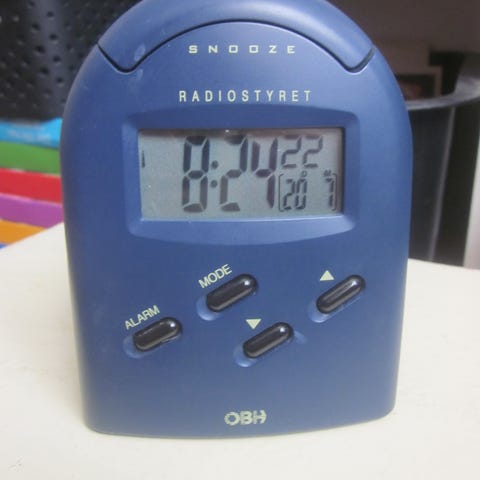 SNOOZE
RADIOSTYRET
8:24 22
20 7
MODE
ALARM
OBH